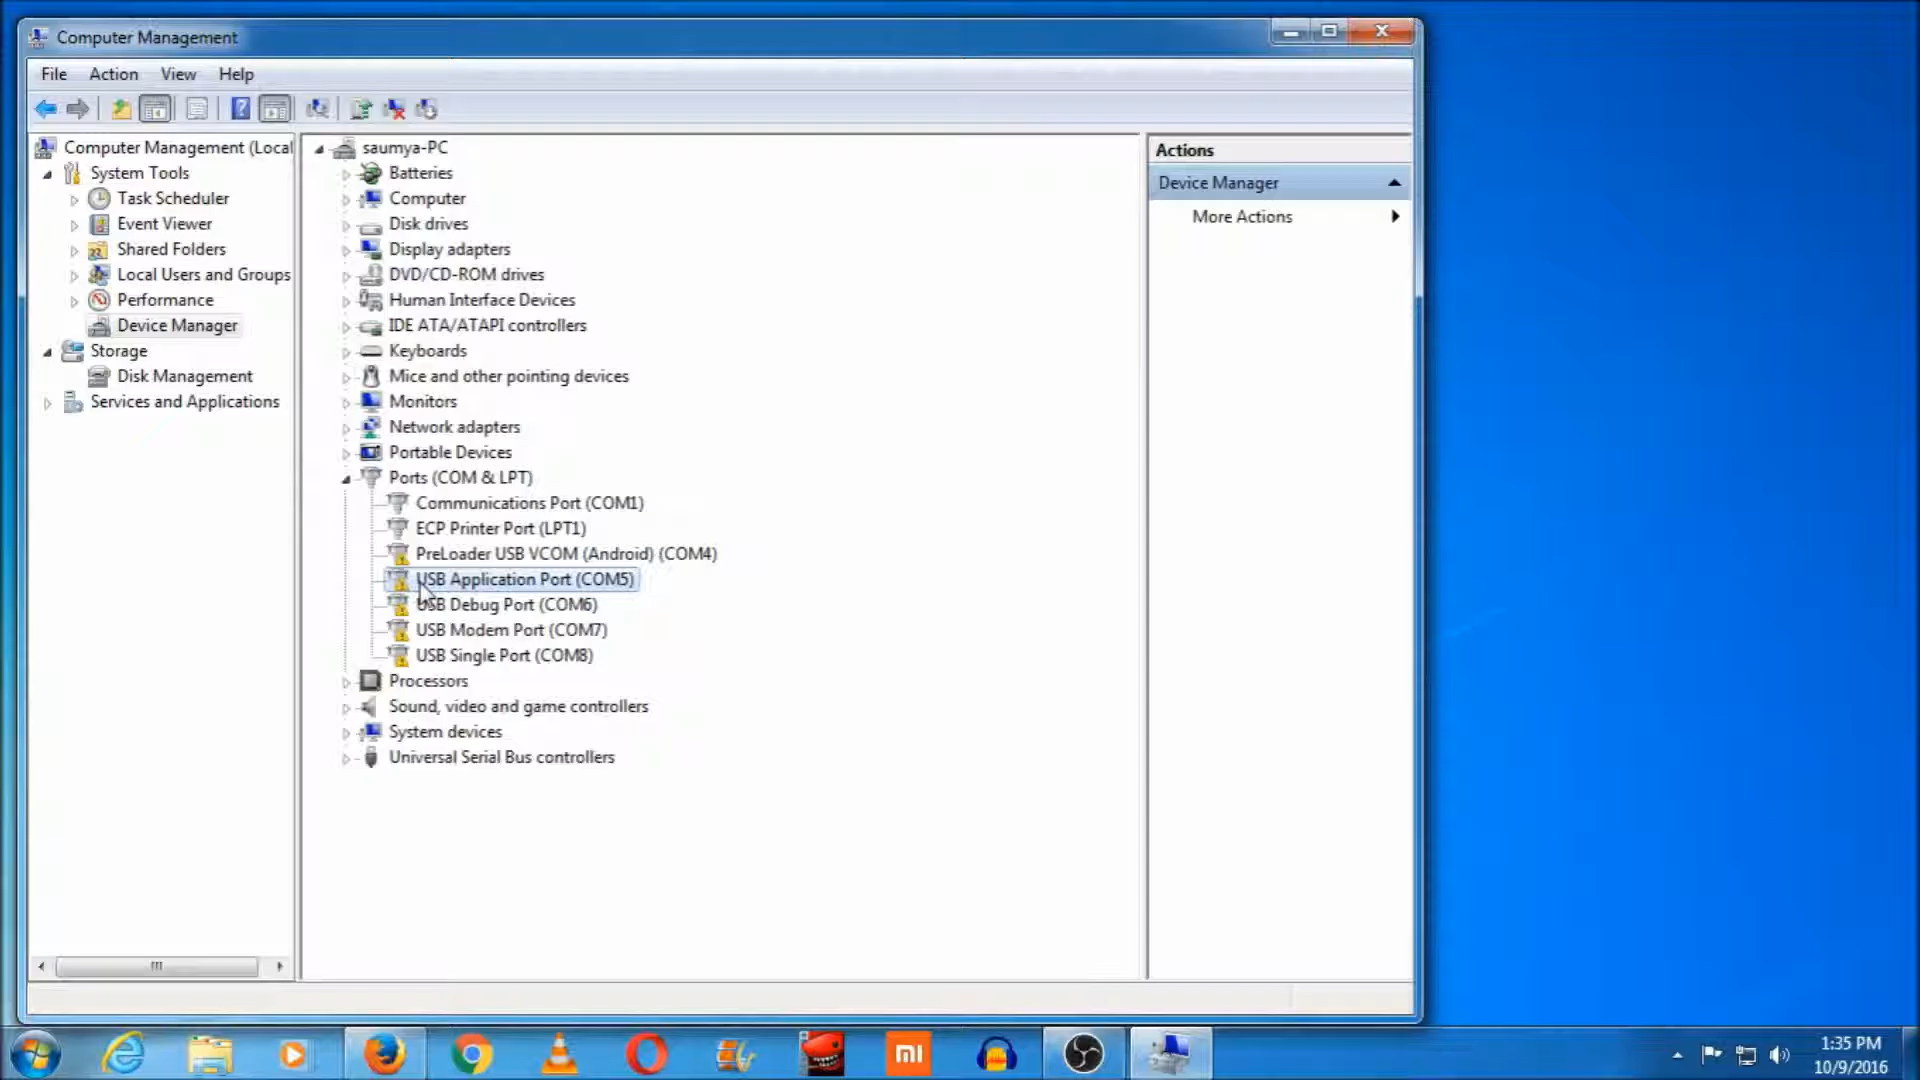 Computer Management
File Action View Help
Computer Management (Local
System Tools
Task Scheduler
Event Viewer
Shared Folders
Local Users and Groups
Performance
Device Manager
Storage
Disk Management
Services and Applications
saumya-PC
Batteries
Computer
Disk drives
Display adapters
DVD/CD-ROM drives
Human Interface Devices
IDE ATA/ATAPI controllers
Keyboards
Mice and other pointing devices
Monitors
Network adapters
Portable Devices
Ports (COM & LPT)
Communications Port (COM1)
ECP Printer Port (LPT1)
PreLoader USB VCOM (Android) (COM4)
USB Application Port (COM5)
USB Debug Port (COM6)
USB Modem Port (COM7)
USB Single Port (COM8)
Processors
Sound, video and game controllers
System devices
Universal Serial Bus controllers
Actions
Device Manager
More Actions
mi
1:35 PM
10/9/2016